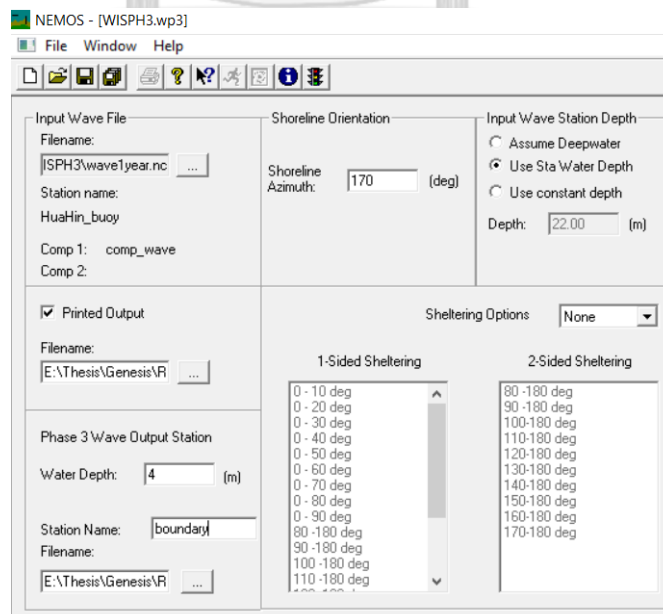 NEMOS - [WISPH3.wp3]
File Window Help
Input Wave File
Filename:
ISPH3\wave1year.nc ...
Station name:
HuaHin_buoy
Comp 1: comp_wave
Comp 2:
Shoreline Orientation
Shoreline
Azimuth: 170 (deg)
Input Wave Station Depth
Assume Deepwater
Use Sta Water Depth
Use constant depth
Depth: 22.00 (m)
Printed Output
Filename:
E:\Thesis\Genesis\R ...
Phase 3 Wave Output Station
Water Depth: 4 (m)
Station Name: boundary
Filename:
E:\Thesis\Genesis\R ...
Sheltering Options None
1-Sided Sheltering
0 - 10 deg
0 - 20 deg
0 - 30 deg
0 - 40 deg
0 - 50 deg
0 - 60 deg
0 - 70 deg
0 - 80 deg
0 - 90 deg
80 -180 deg
90 -180 deg
100 -180 deg
110 -180 deg
2-Sided Sheltering
80 -180 deg
90 -180 deg
100-180 deg
110-180 deg
120-180 deg
130-180 deg
140-180 deg
150-180 deg
160-180 deg
170-180 deg